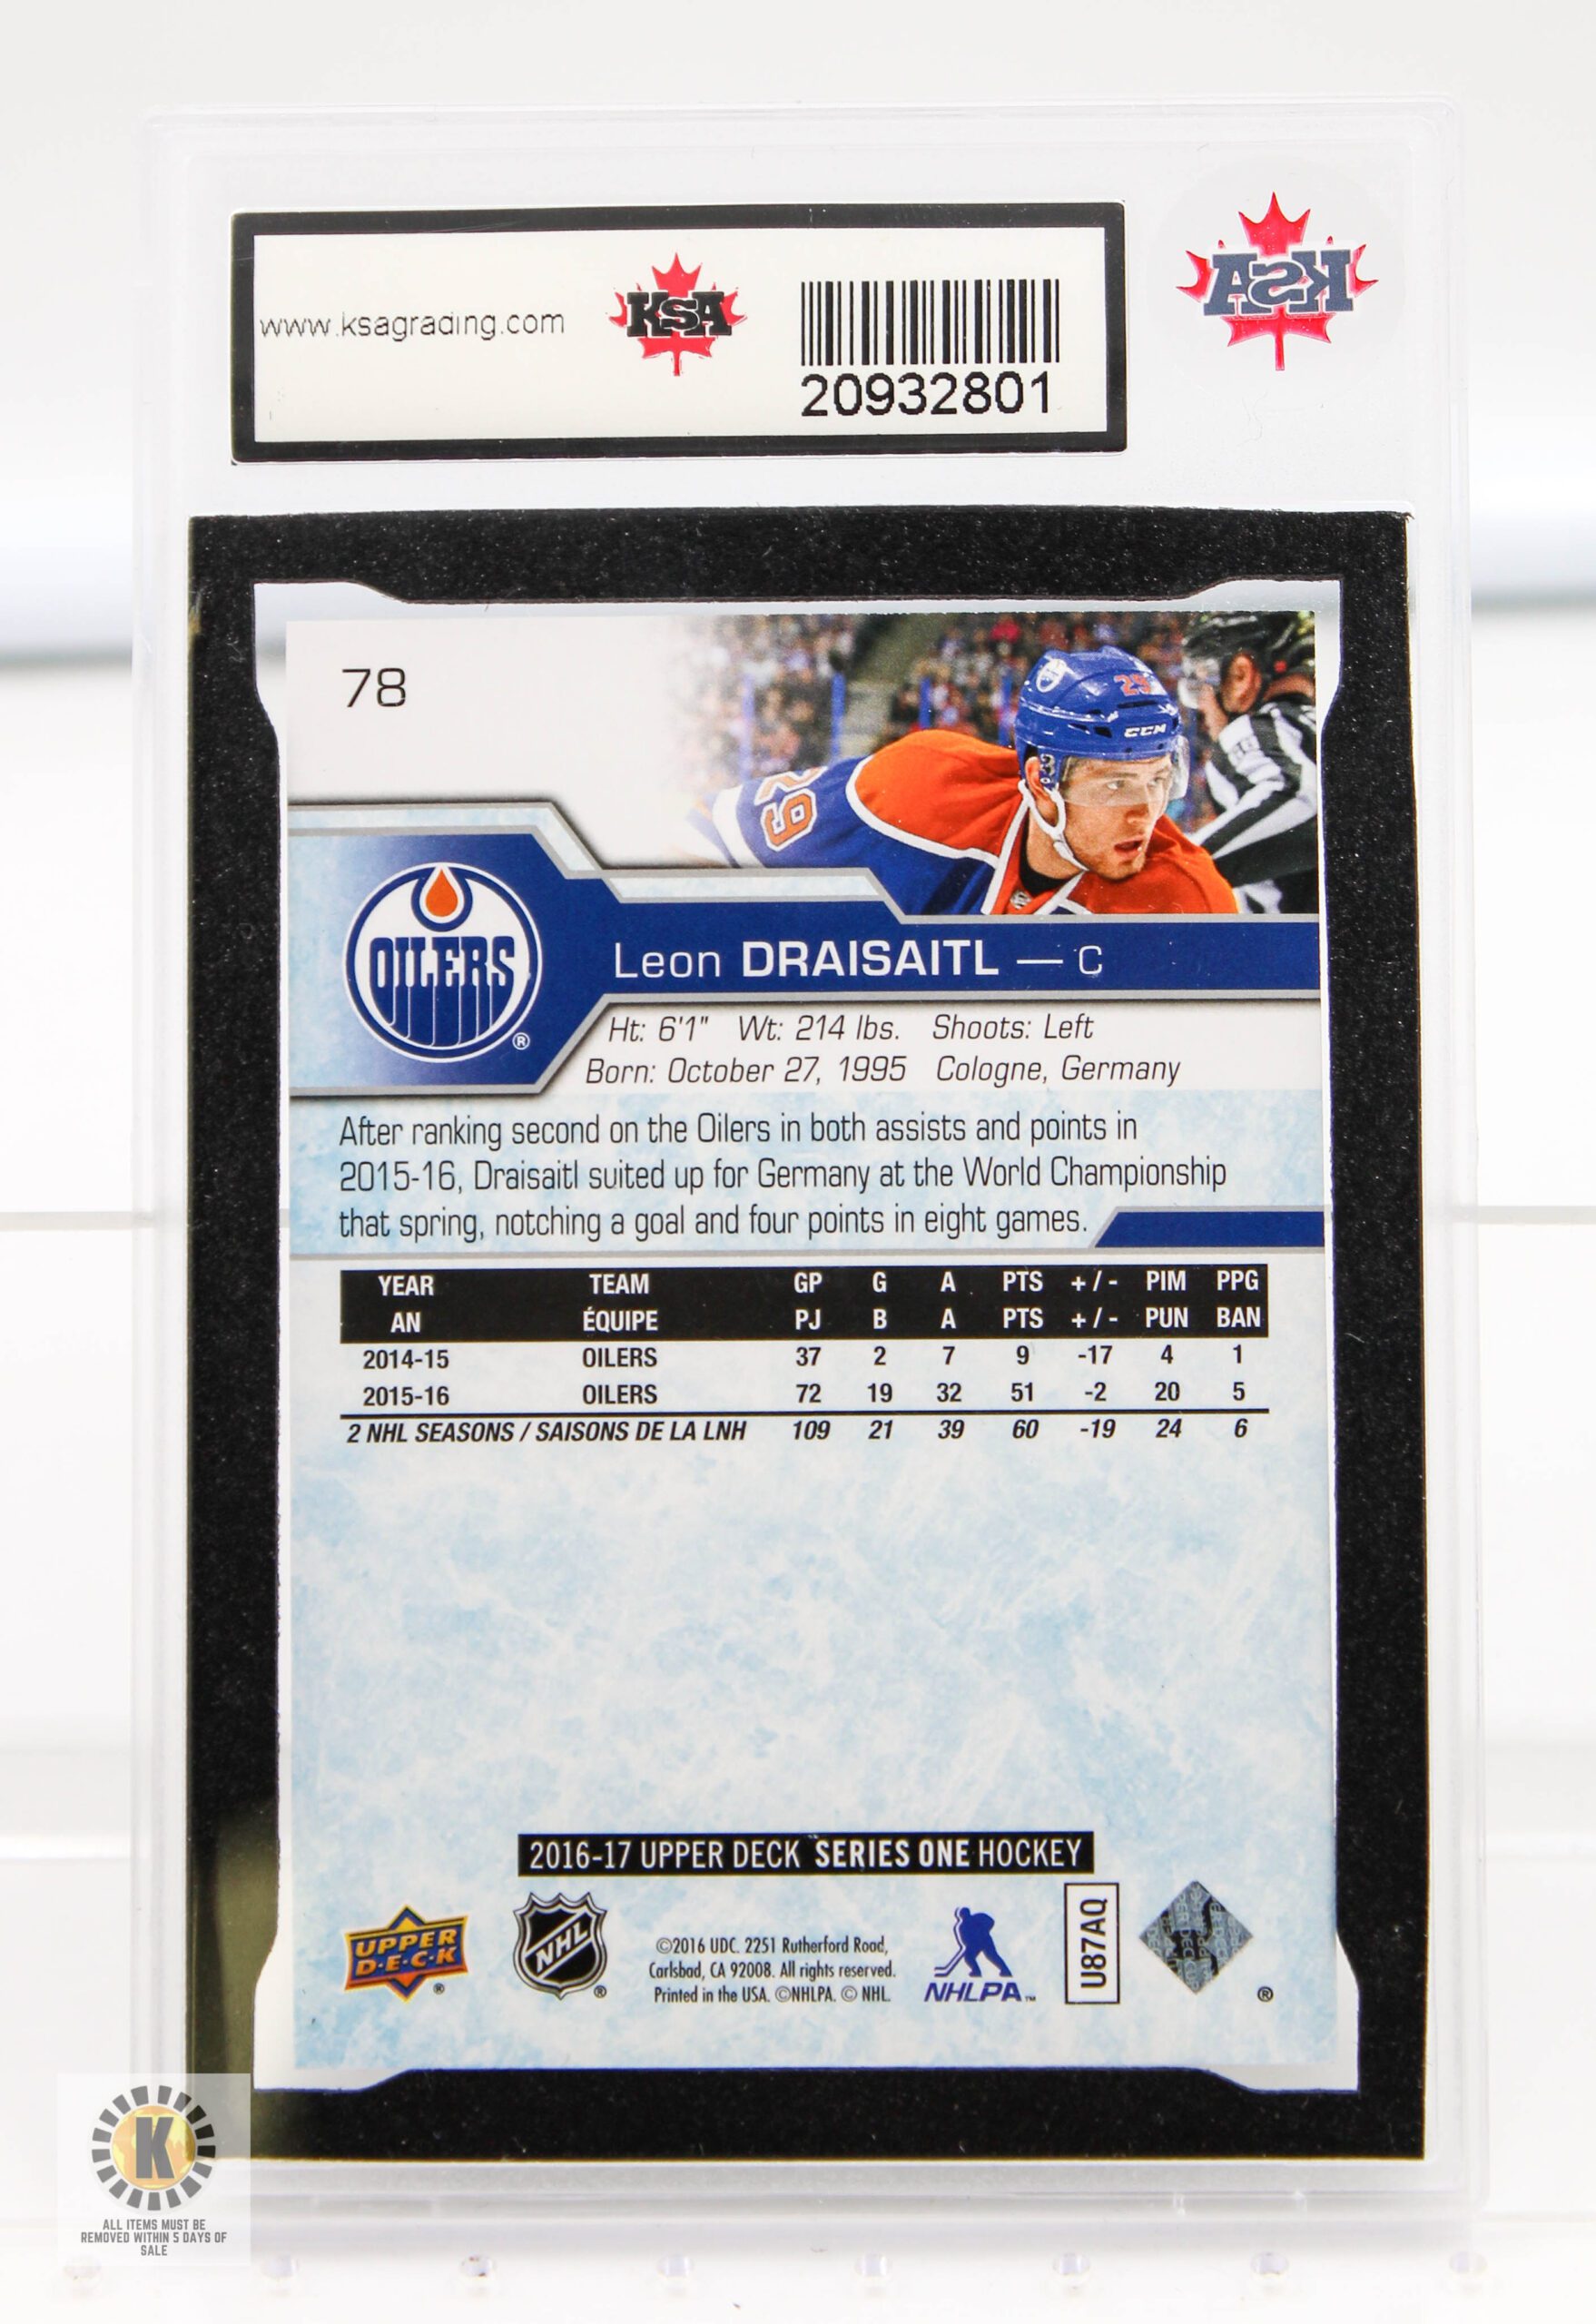 www.ksagrading.com
KSA
20932801
KSA
78
29
CCM
29
OILERS
®
Leon DRAISAITL — C
Ht: 6'1" Wt: 214 lbs. Shoots: Left
Born: October 27, 1995 Cologne, Germany
After ranking second on the Oilers in both assists and points in
2015-16, Draisaitl suited up for Germany at the World Championship
that spring, notching a goal and four points in eight games.
YEAR TEAM GP G A PTS +/- PIM PPG
AN ÉQUIPE PJ B A PTS +/- PUN BAN
2014-15 OILERS 37 2 7 9 -17 4 1
2015-16 OILERS 72 19 32 51 -2 20 5
2 NHL SEASONS / SAISONS DE LA LNH 109 21 39 60 -19 24 6
2016-17 UPPER DECK SERIES ONE HOCKEY
UPPER
D·E·C·K
®
NHL
®
©2016 UDC. 2251 Rutherford Road,
Carlsbad, CA 92008. All rights reserved.
Printed in the USA. ©NHLPA. © NHL.
NHLPA™
U87AQ
®
K
ALL ITEMS MUST BE
REMOVED WITHIN 5 DAYS OF
SALE